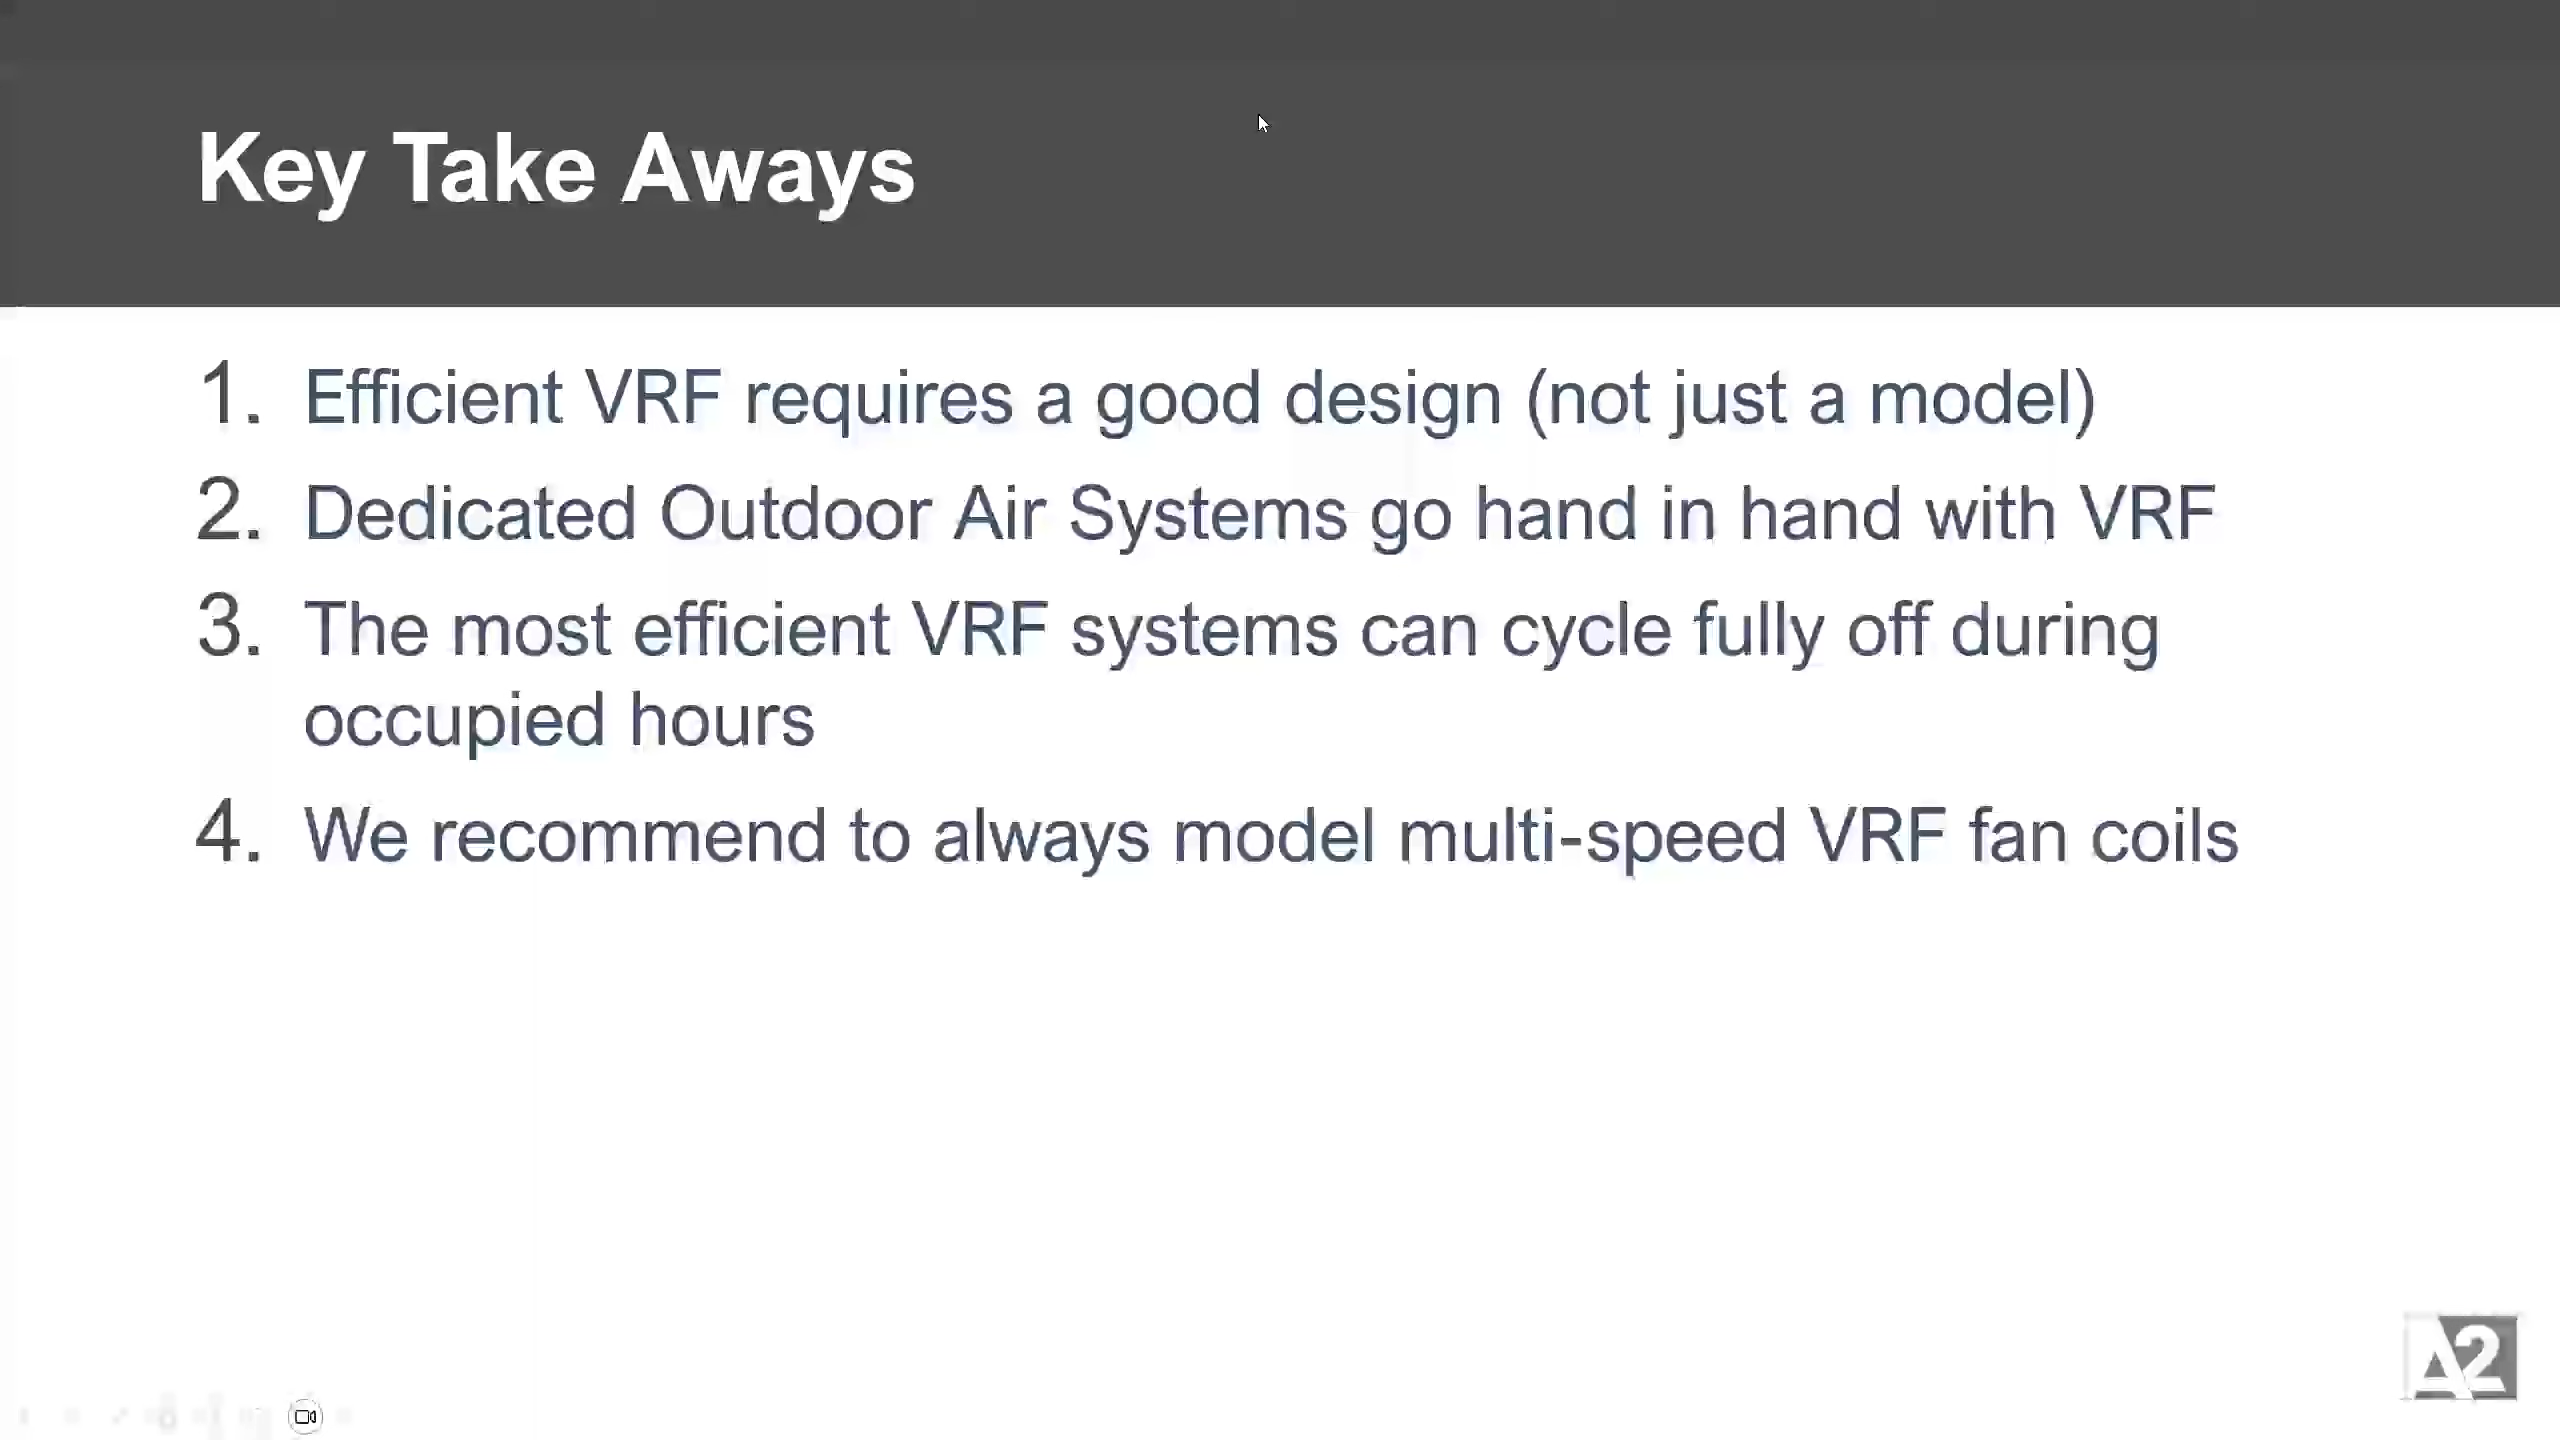 Key Take Aways
1. Efficient VRF requires a good design (not just a model)
2. Dedicated Outdoor Air Systems go hand in hand with VRF
3. The most efficient VRF systems can cycle fully off during
occupied hours
4. We recommend to always model multi-speed VRF fan coils
A2